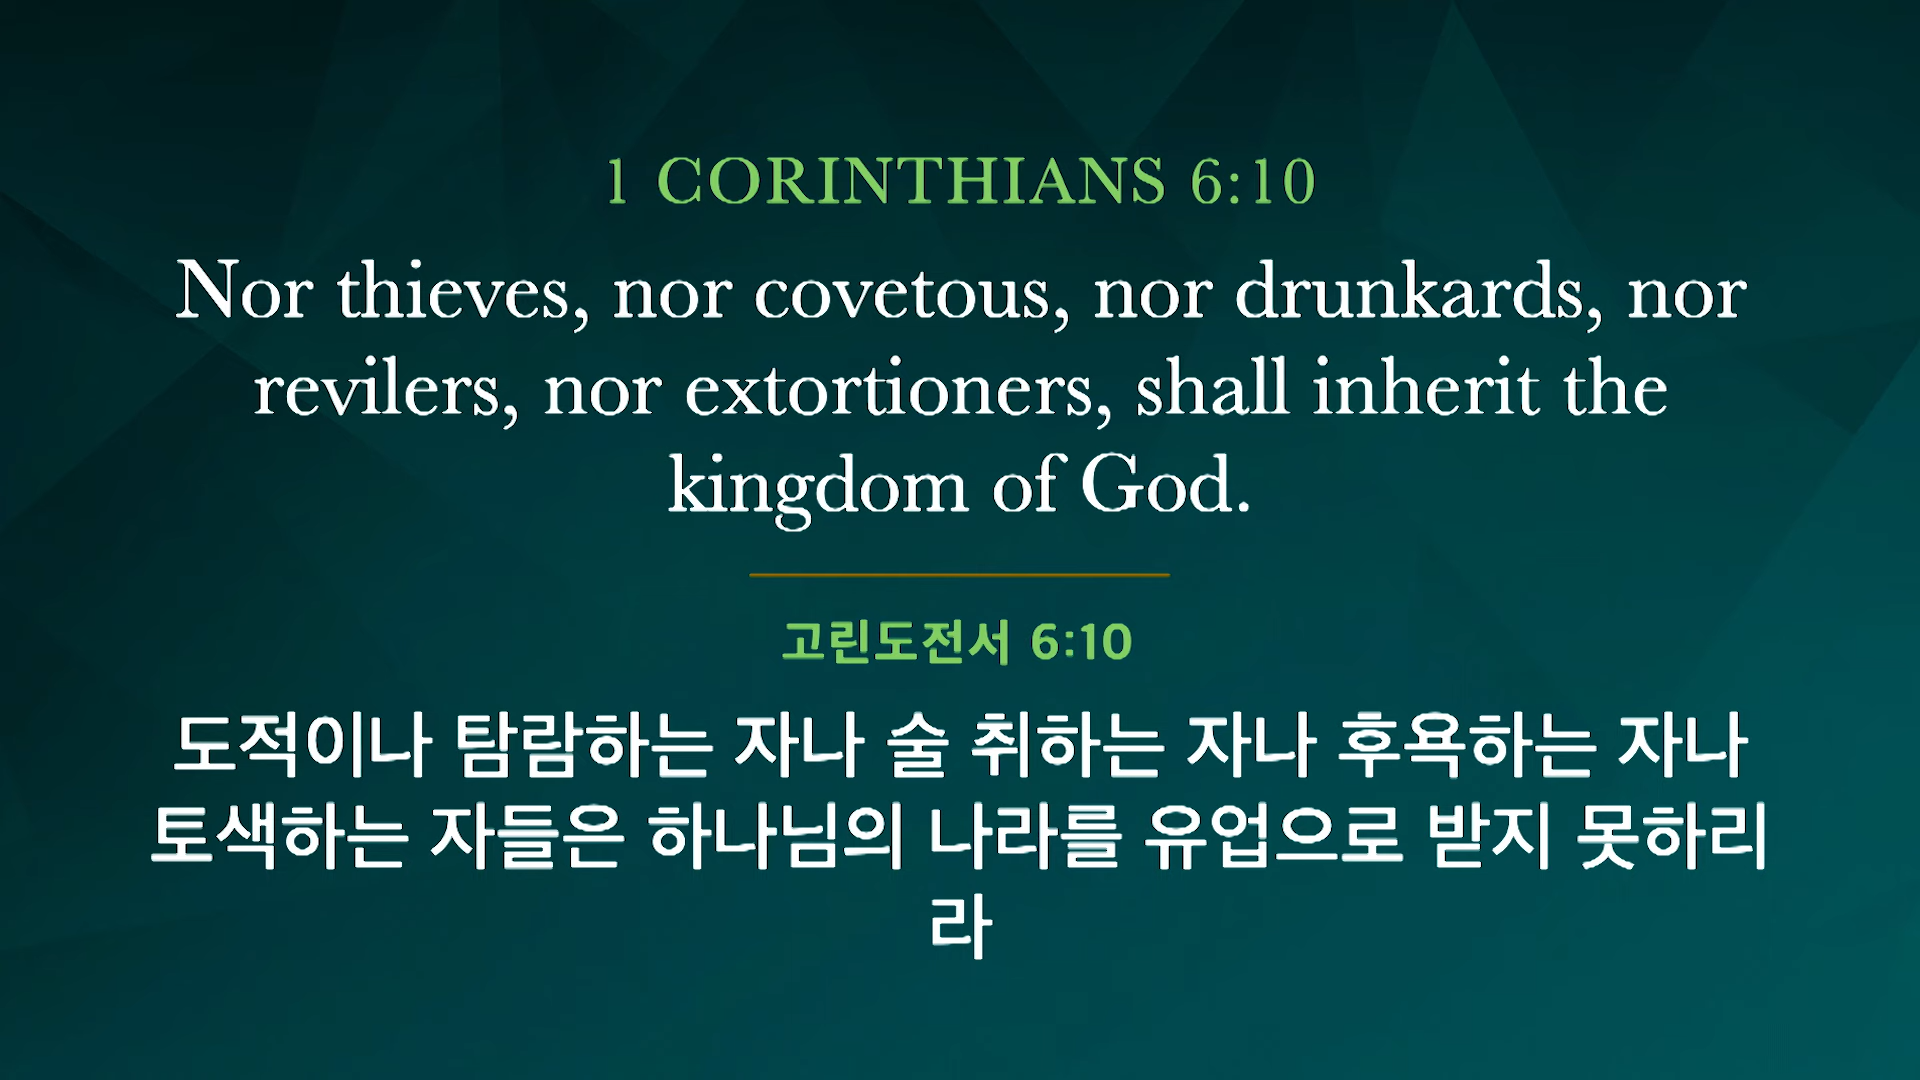 1 CORINTHIANS 6:10
Nor thieves, nor covetous, nor drunkards, nor
revilers, nor extortioners, shall inherit the
kingdom of God.
고린도전서 6:10
도적이나 탐람하는 자나 술 취하는 자나 후욕하는 자나
토색하는 자들은 하나님의 나라를 유업으로 받지 못하리
라